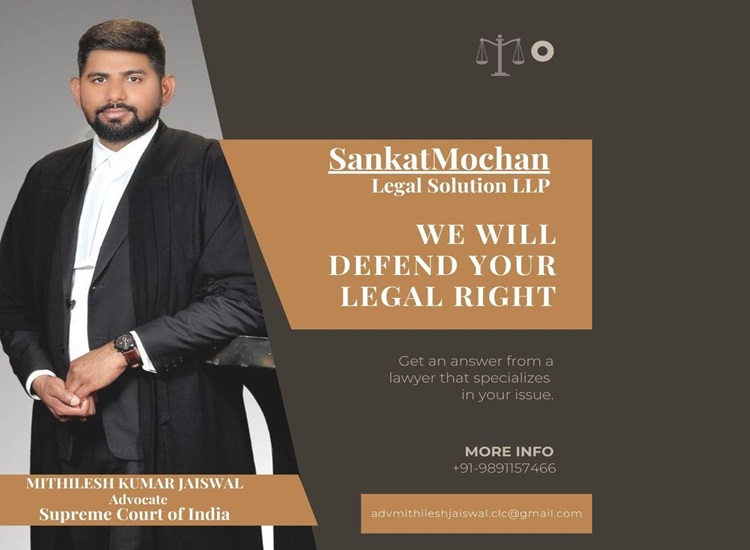 SankatMochan
Legal Solution LLP
WE WILL
DEFEND YOUR
LEGAL RIGHT
Get an answer from a
lawyer that specializes
in your issue.
MORE INFO
+91-9891157466
advmithileshjaiswal.clc@gmail.com
MITHILESH KUMAR JAISWAL
Advocate
Supreme Court of India